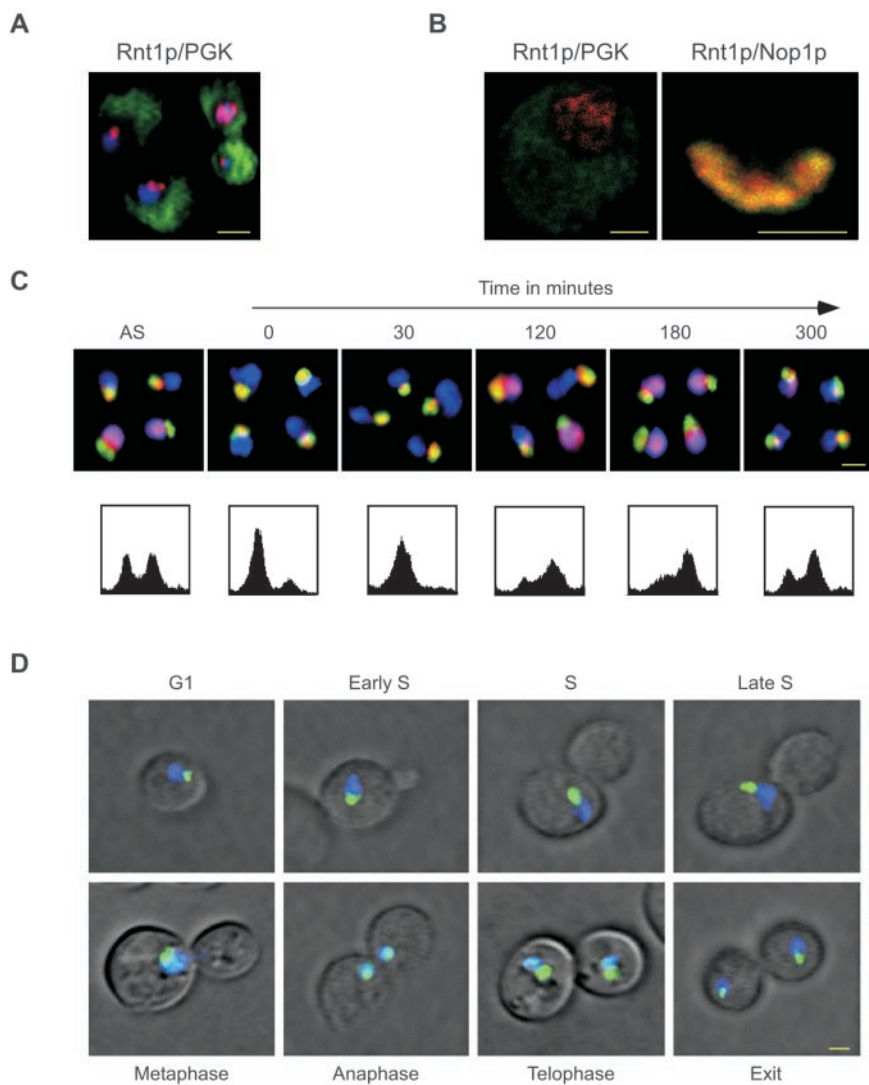 A
Rnt1p/PGK
B
Rnt1p/PGK Rnt1p/Nop1p
C
Time in minutes
AS 0 30 120 180 300
D
G1 Early S S Late S
Metaphase Anaphase Telophase Exit